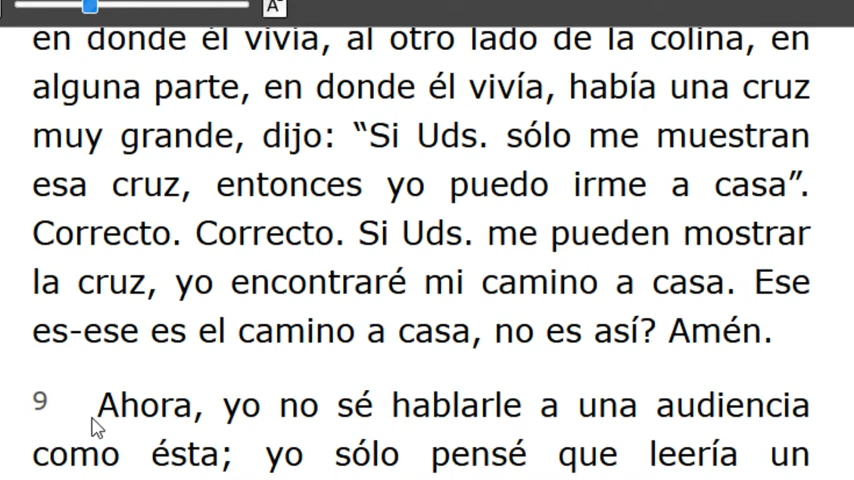 A
en donde él vivía, al otro lado de la colina, en
alguna parte, en donde él vivía, había una cruz
muy grande, dijo: “Si Uds. sólo me muestran
esa cruz, entonces yo puedo irme a casa”.
Correcto. Correcto. Si Uds. me pueden mostrar
la cruz, yo encontraré mi camino a casa. Ese
es-ese es el camino a casa, no es así? Amén.
9 Ahora, yo no sé hablarle a una audiencia
como ésta; yo sólo pensé que leería un